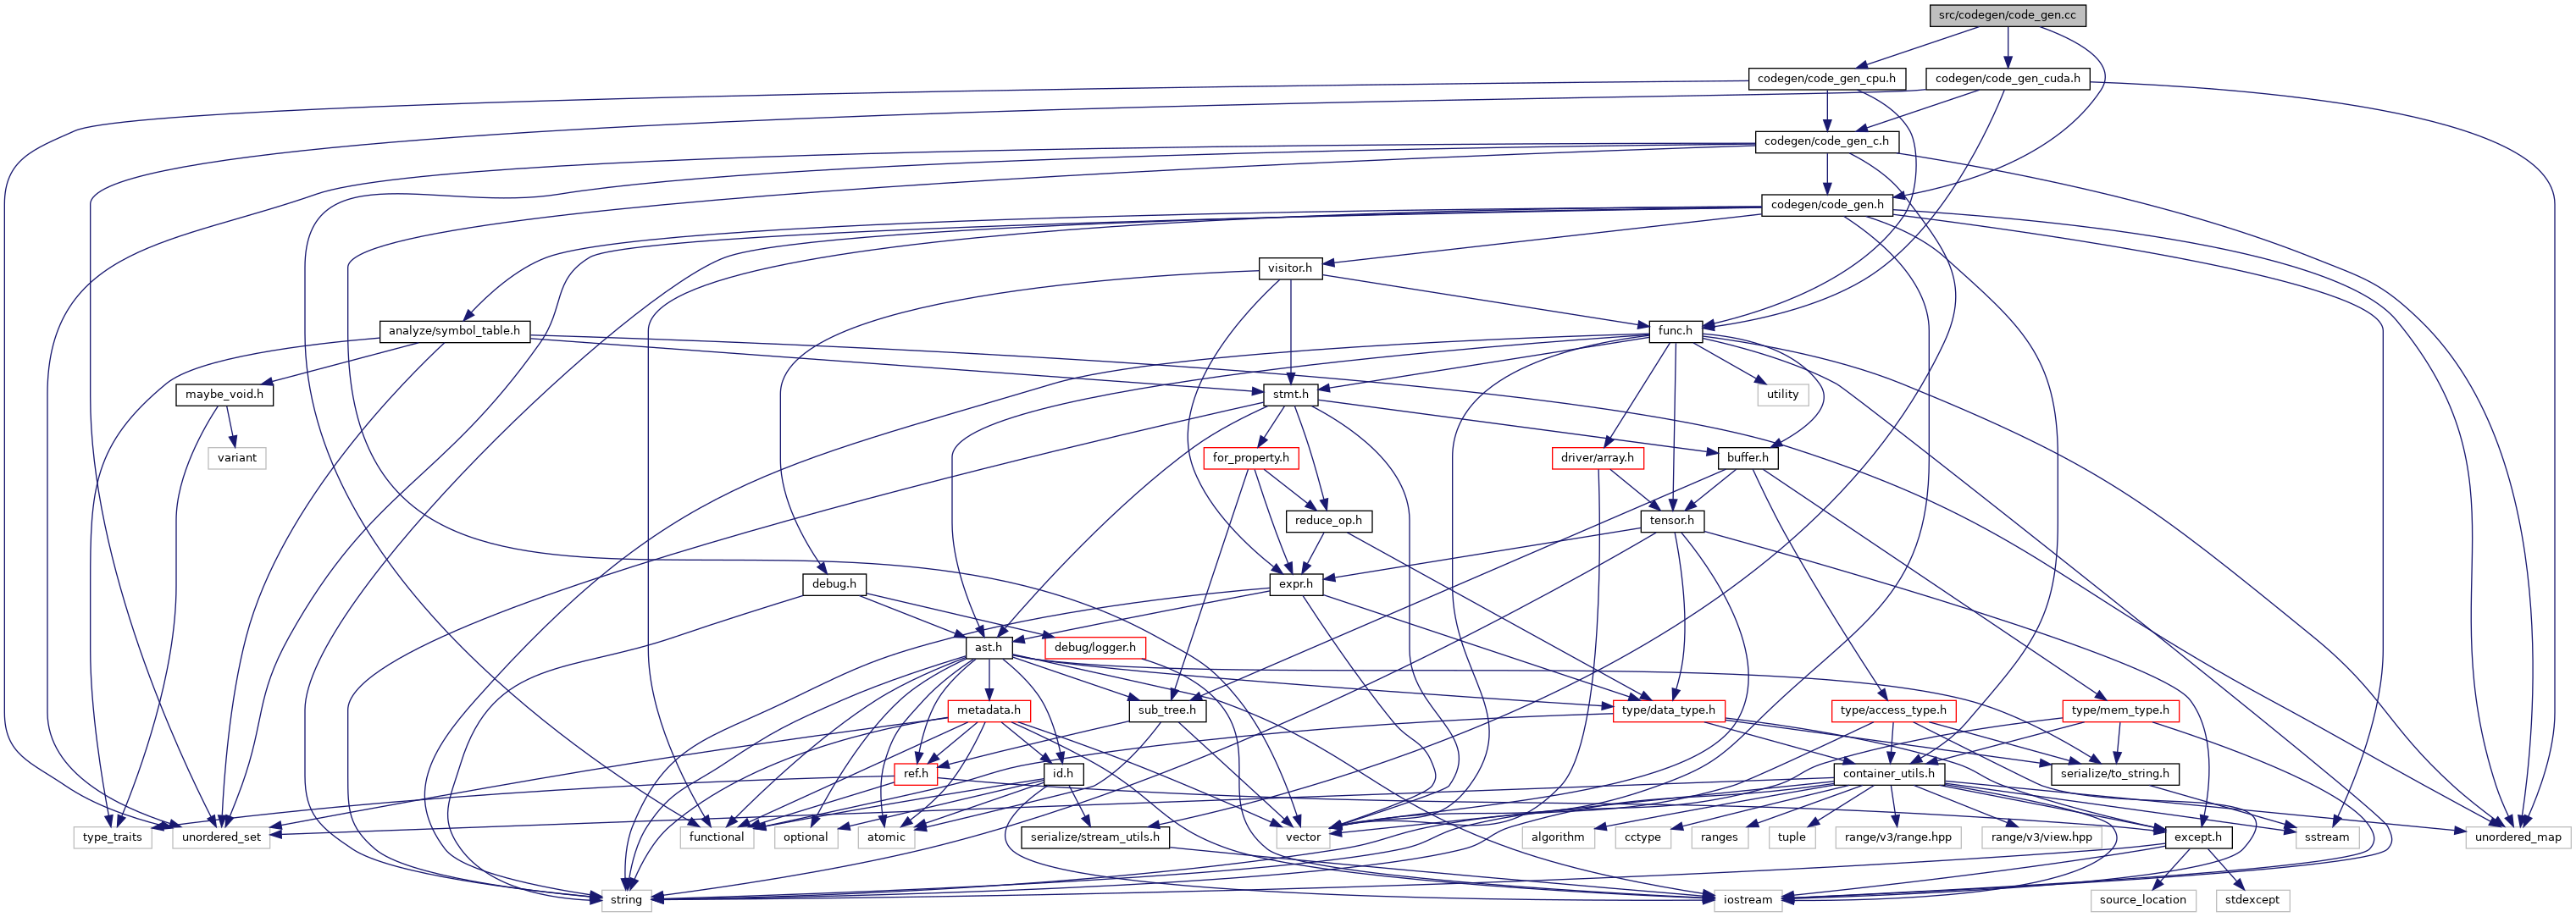 src/codegen/code_gen.cc
codegen/code_gen_cpu.h
codegen/code_gen_cuda.h
codegen/code_gen_c.h
codegen/code_gen.h
visitor.h
analyze/symbol_table.h
func.h
maybe_void.h
stmt.h
utility
variant
for_property.h
driver/array.h
buffer.h
reduce_op.h
tensor.h
debug.h
expr.h
ast.h
debug/logger.h
metadata.h
sub_tree.h
type/data_type.h
type/access_type.h
type/mem_type.h
ref.h
id.h
container_utils.h
serialize/to_string.h
type_traits
unordered_set
functional
optional
atomic
serialize/stream_utils.h
vector
algorithm
cctype
ranges
tuple
range/v3/range.hpp
range/v3/view.hpp
except.h
sstream
unordered_map
string
iostream
source_location
stdexcept